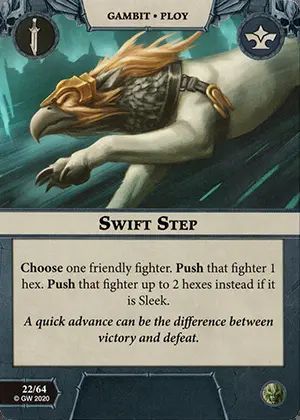 GAMBIT • PLOY
SWIFT STEP
Choose one friendly fighter. Push that fighter 1
hex. Push that fighter up to 2 hexes instead if it
is Sleek.
A quick advance can be the difference between
victory and defeat.
22/64
© GW 2020